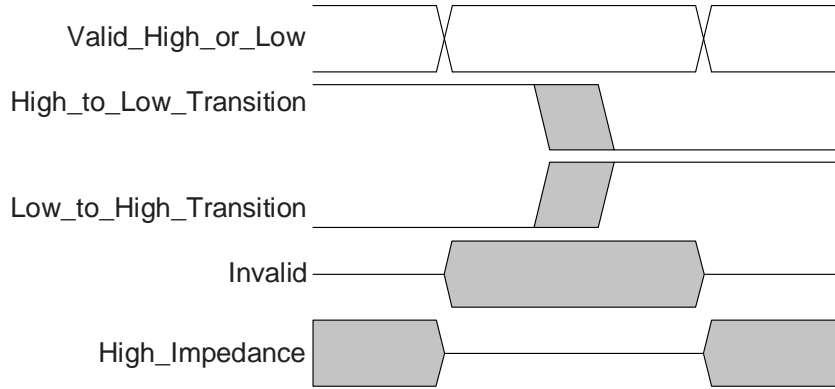 Valid_High_or_Low
High_to_Low_Transition
Low_to_High_Transition
Invalid
High_Impedance